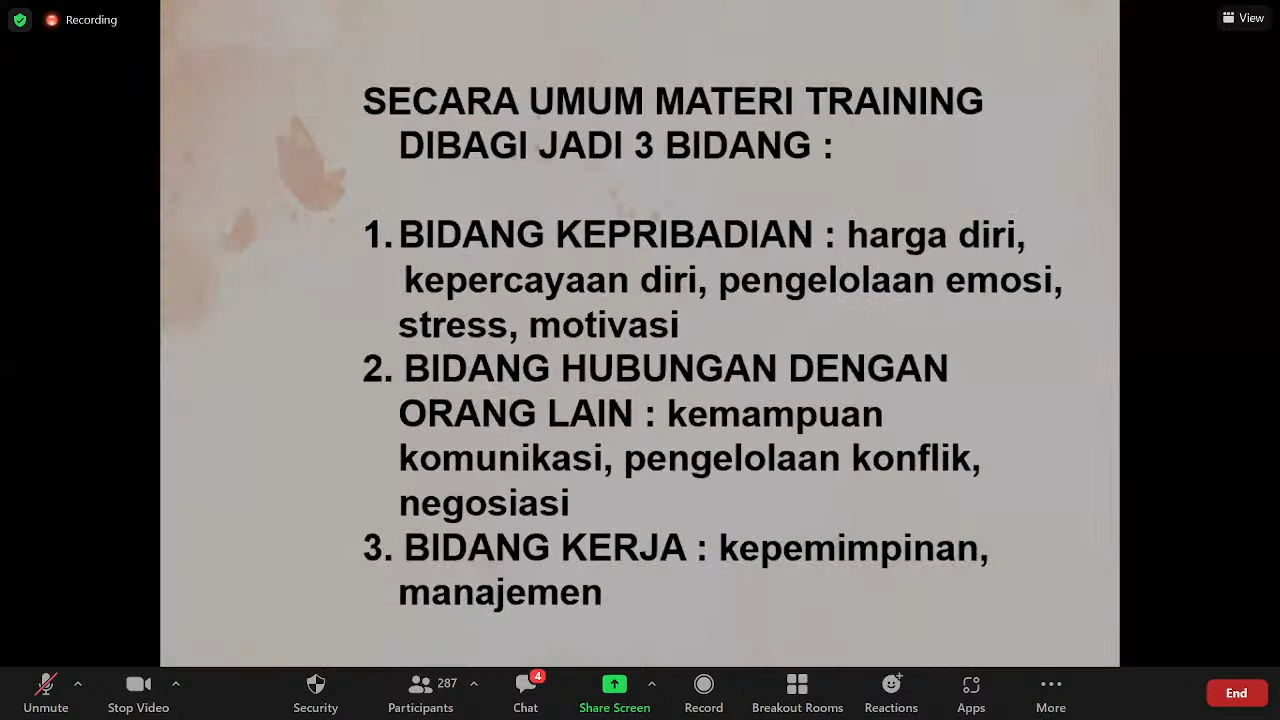 Recording
View
SECARA UMUM MATERI TRAINING
DIBAGI JADI 3 BIDANG :
1. BIDANG KEPRIBADIAN : harga diri,
kepercayaan diri, pengelolaan emosi,
stress, motivasi
2. BIDANG HUBUNGAN DENGAN
ORANG LAIN : kemampuan
komunikasi, pengelolaan konflik,
negosiasi
3. BIDANG KERJA : kepemimpinan,
manajemen
287
4
Unmute Stop Video Security Participants Chat Share Screen Record Breakout Rooms Reactions Apps More End